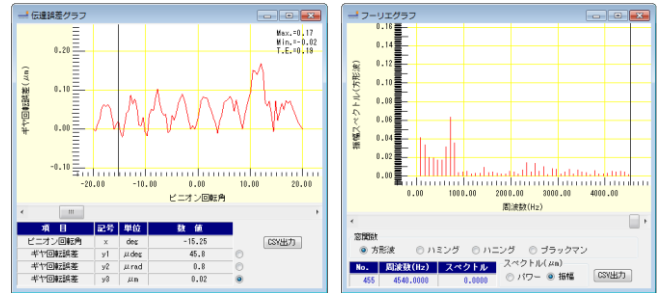 伝達誤差グラフ
Max.=0.17
Min.=-0.02
T.E.=0.19
ギヤ回転誤差(μm)
0.20
0.10
0.00
-0.10
-20.00 -10.00 0.00 10.00 20.00
ピニオン回転角
項 目 記号 単位 数 値
ピニオン回転角 x deg -15.25
ギヤ回転誤差 y1 μdeg 45.8
ギヤ回転誤差 y2 μrad 0.8
ギヤ回転誤差 y3 μm 0.02
CSV出力
フーリエグラフ
振幅スペクトル(方形波)
0.16
0.14
0.12
0.10
0.08
0.06
0.04
0.02
0.00
0.00 1000.00 2000.00 3000.00 4000.00
周波数(Hz)
窓関数
方形波 ハミング ハニング ブラックマン
No. 周波数(Hz) スペクトル
455 4540.0000 0.0000
スペクトル(μm)
パワー 振幅
CSV出力